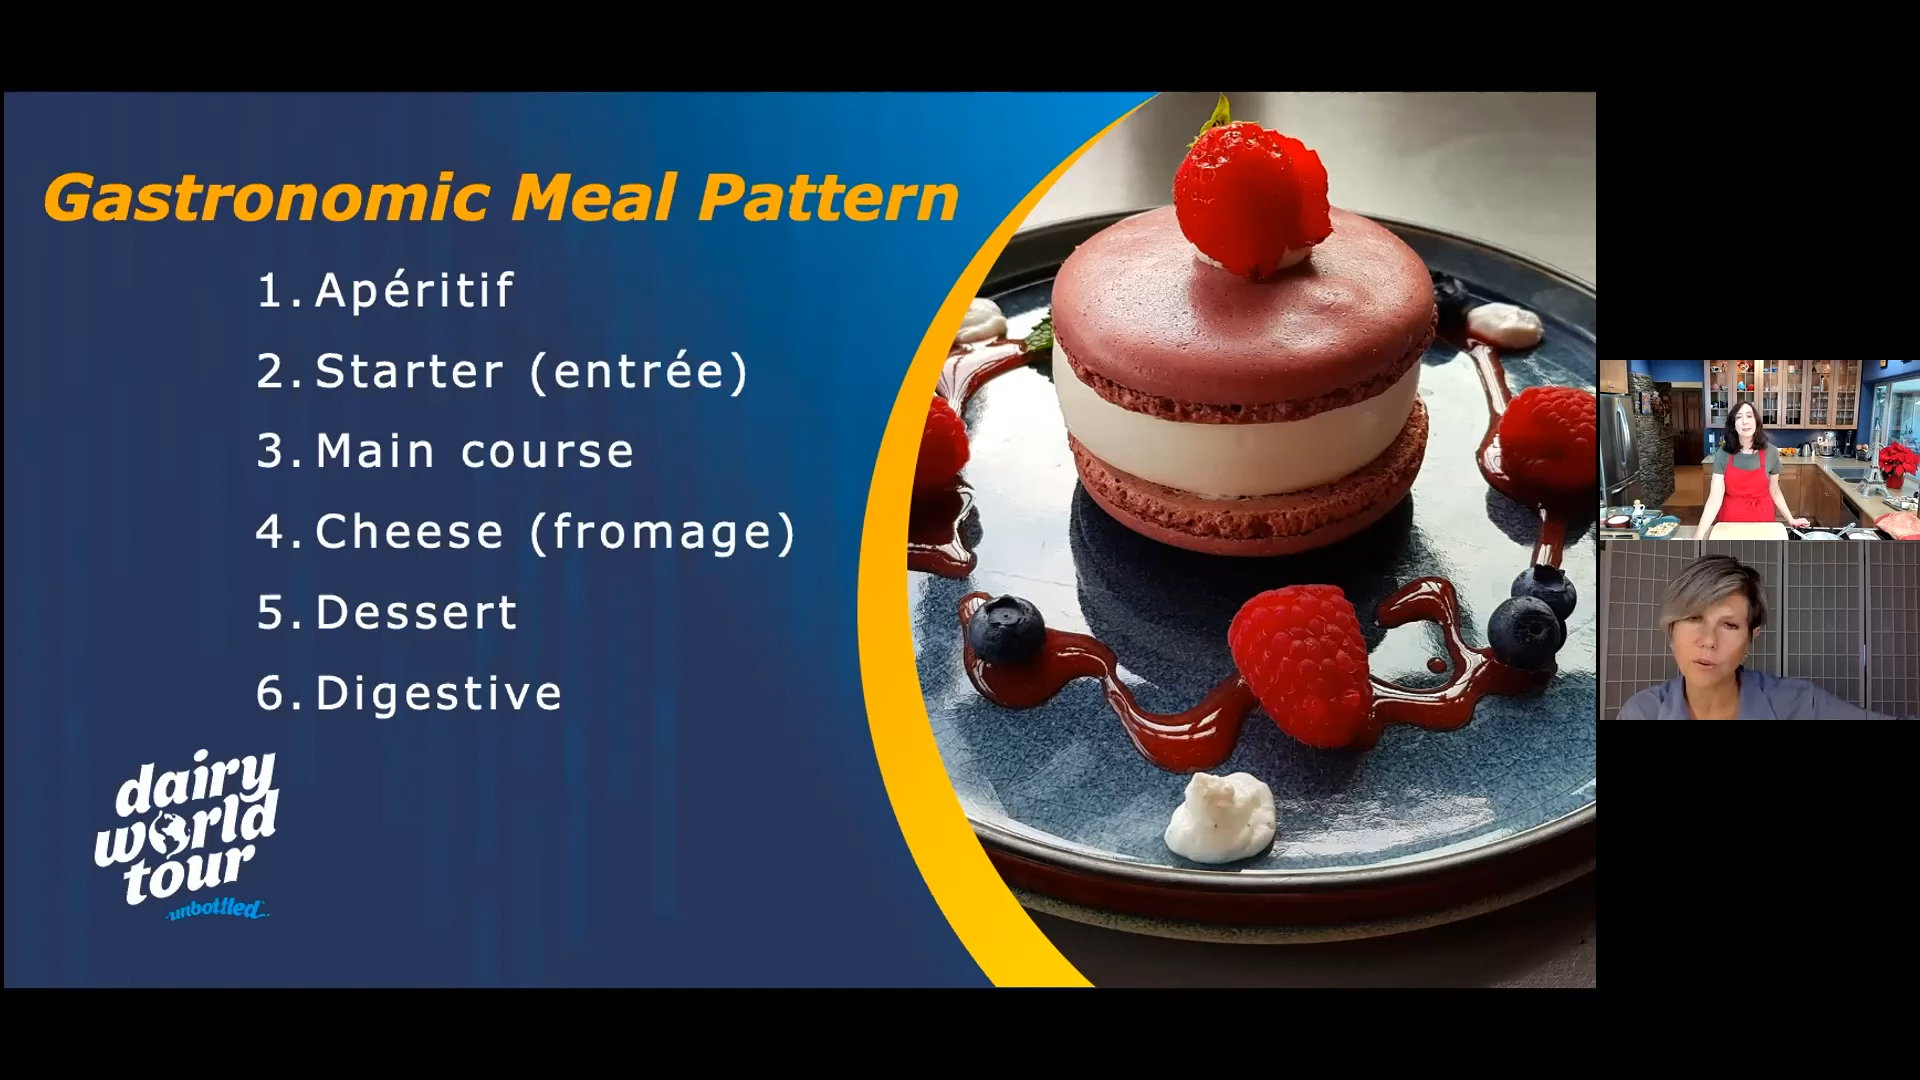 Gastronomic Meal Pattern
1. Apéritif
2. Starter (entrée)
3. Main course
4. Cheese (fromage)
5. Dessert
6. Digestive
dairy
world
tour
unbottled